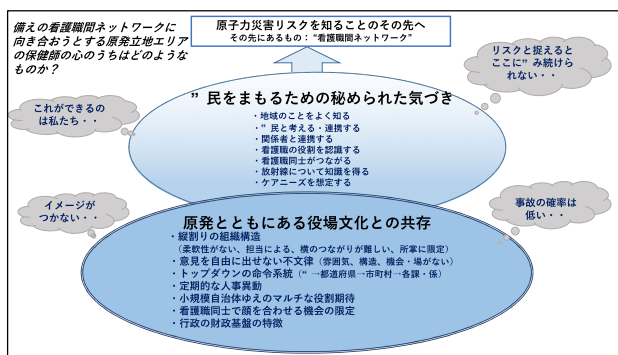 備えの看護職間ネットワークに
向き合おうとする原発立地エリア
の保健師の心のうちはどのような
ものか？
原子力災害リスクを知ることのその先へ
その先にあるもの：“看護職間ネットワーク”
リスクと捉えると
ここに”み続けら
れない・・
これができるの
は私たち・・
”民をまもるための秘められた気づき
・地域のことをよく知る
・”民と考える・連携する
・関係者と連携する
・看護職の役割を認識する
・看護職同士がつながる
・放射線について知識を得る
・ケアニーズを想定する
イメージが
つかない・・
事故の確率は
低い・・
原発とともにある役場文化との共存
・縦割りの組織構造
（柔軟性がない、担当による、横のつながりが難しい、所掌に限定）
・意見を自由に出せない不文律（雰囲気、構造、機会・場がない）
・トップダウンの命令系統（”→都道府県→市町村→各課・係）
・定期的な人事異動
・小規模自治体ゆえのマルチな役割期待
・看護職同士で顔を合わせる機会の限定
・行政の財政基盤の特徴